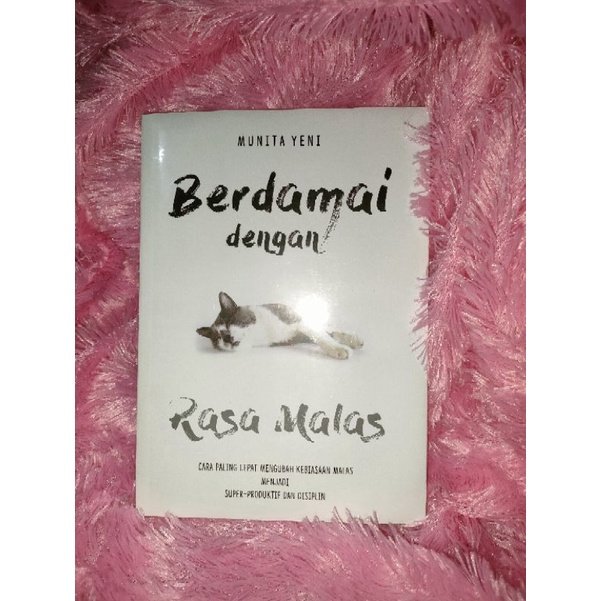 MUNITA YENI
Berdamai
dengan
Rasa Malas
CARA PALING CEPAT MENGUBAH KEBIASAAN MALAS
MENJADI
SUPER-PRODUKTIF DAN DISIPLIN